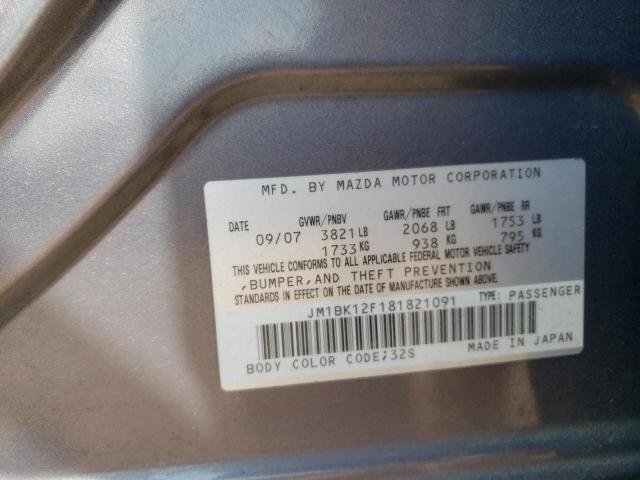 MFD. BY MAZDA MOTOR CORPORATION
DATE GVWR/PNBV GAWR/PNBE FRT GAWR/PNBE RR
09/07 3821 LB 2068 LB 1753 LB
1733 KG 938 KG 795 KG
THIS VEHICLE CONFORMS TO ALL APPLICABLE FEDERAL MOTOR VEHICLE SAFETY
,BUMPER,AND THEFT PREVENTION
STANDARDS IN EFFECT ON THE DATE OF MANUFACTURE SHOWN ABOVE.
JM1BK12F181821091 TYPE: PASSENGER
BODY COLOR CODE;32S MADE IN JAPAN